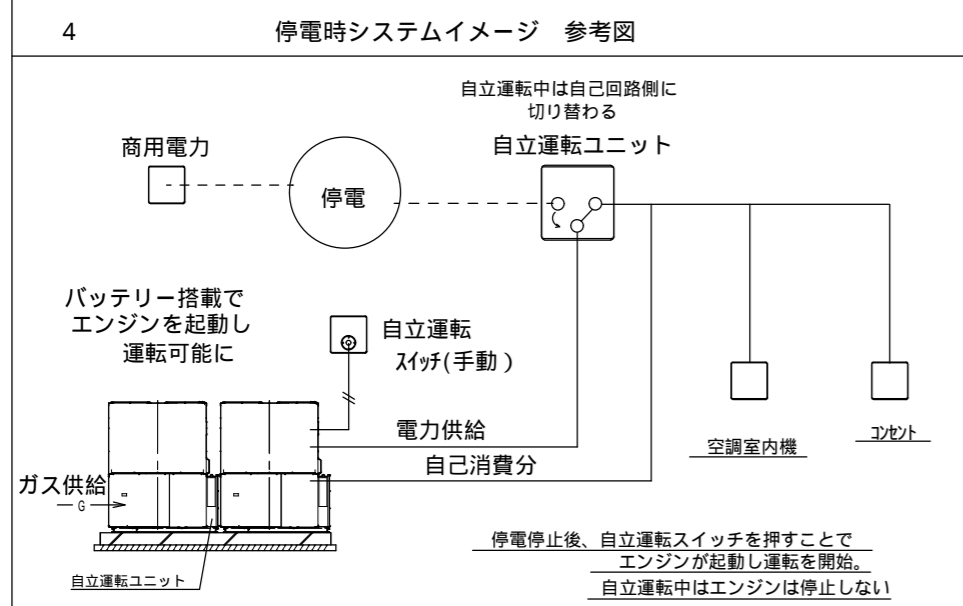 4 停電時システムイメージ 参考図
自立運転中は自己回路側に
切り替わる
自立運転ユニット
商用電力
停電
バッテリー搭載で
エンジンを起動し
運転可能に
自立運転
ｽｲｯﾁ(手動)
電力供給
自己消費分
ガス供給
G
自立運転ユニット
空調室内機
ｺﾝｾﾝﾄ
停電停止後、自立運転スイッチを押すことで
エンジンが起動し運転を開始。
自立運転中はエンジンは停止しない